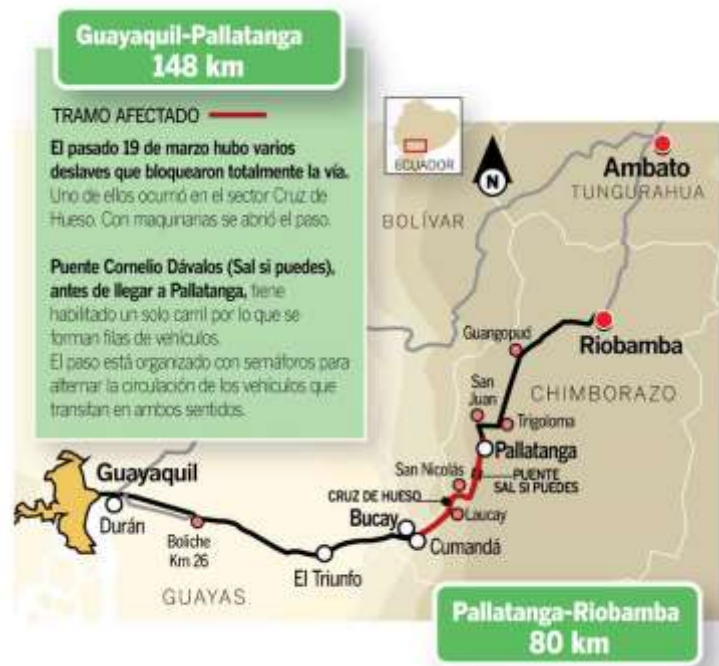 Guayaquil-Pallatanga
148 km
TRAMO AFECTADO
El pasado 19 de marzo hubo varios
deslaves que bloquearon totalmente la vía.
Uno de ellos ocurrió en el sector Cruz de
Hueso. Con maquinarias se abrió el paso.
Puente Cornelio Dávalos (Sal si puedes),
antes de llegar a Pallatanga, tiene
habilitado un solo carril por lo que se
forman filas de vehículos.
El paso está organizado con semáforos para
alternar la circulación de los vehículos que
transitan en ambos sentidos.
ECUADOR
N
BOLÍVAR
Ambato
TUNGURAHUA
Guangopud
Riobamba
San
Juan
CHIMBORAZO
Trigoloma
Pallatanga
San Nicolás
PUENTE
SAL SI PUEDES
CRUZ DE HUESO
Laucay
Guayaquil
Durán
Boliche
Km 26
Bucay
Cumandá
El Triunfo
GUAYAS
Pallatanga-Riobamba
80 km